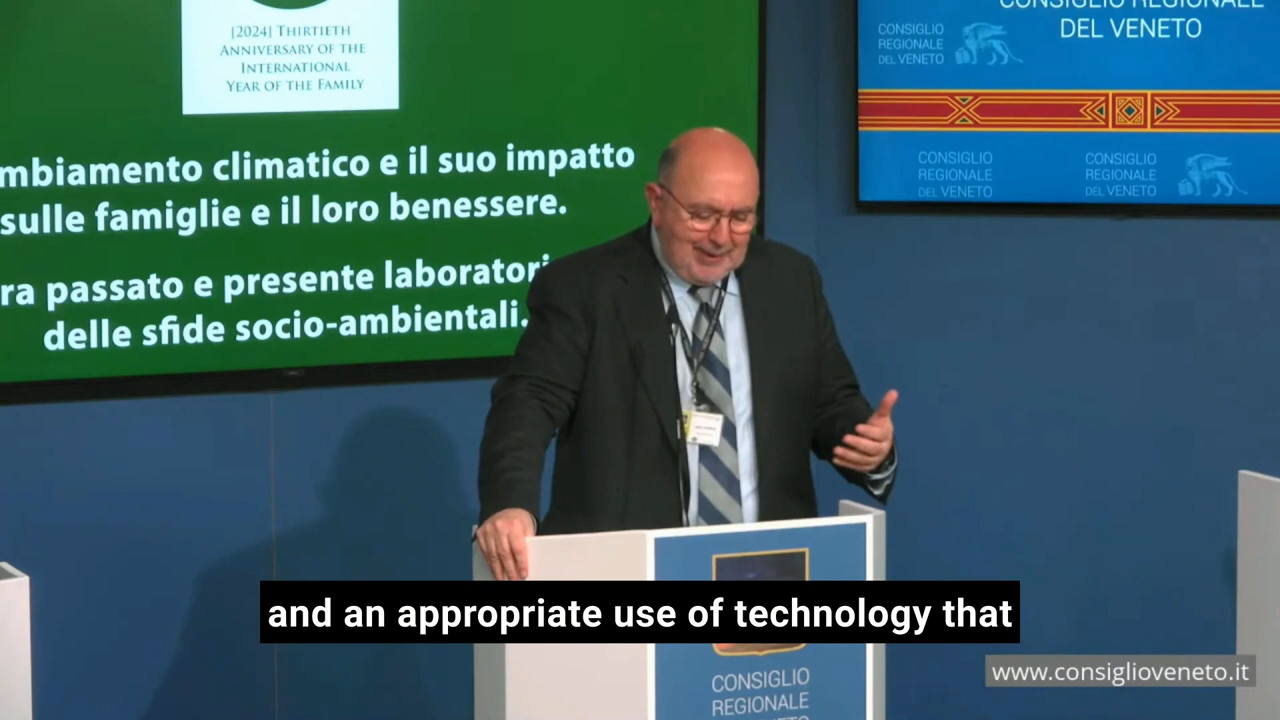 [2024] THIRTIETH
ANNIVERSARY OF THE
INTERNATIONAL
YEAR OF THE FAMILY
mbiamento climatico e il suo impatto
sulle famiglie e il loro benessere.
ra passato e presente laboratori
delle sfide socio-ambientali.
CONSIGLIO REGIONALE
DEL VENETO
CONSIGLIO
REGIONALE
DEL VENETO
CONSIGLIO
REGIONALE
DEL VENETO
CONSIGLIO
REGIONALE
DEL VENETO
and an appropriate use of technology that
CONSIGLIO
REGIONALE
www.consiglioveneto.it